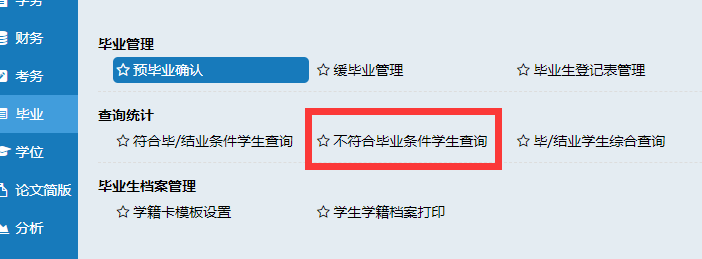 学务
财务
考务
毕业
学位
论文简版
分析
毕业管理
☆ 预毕业确认 ☆ 缓毕业管理 ☆ 毕业生登记表管理
查询统计
☆ 符合毕/结业条件学生查询 ☆ 不符合毕业条件学生查询 ☆ 毕/结业学生综合查询
毕业生档案管理
☆ 学籍卡模板设置 ☆ 学生学籍档案打印